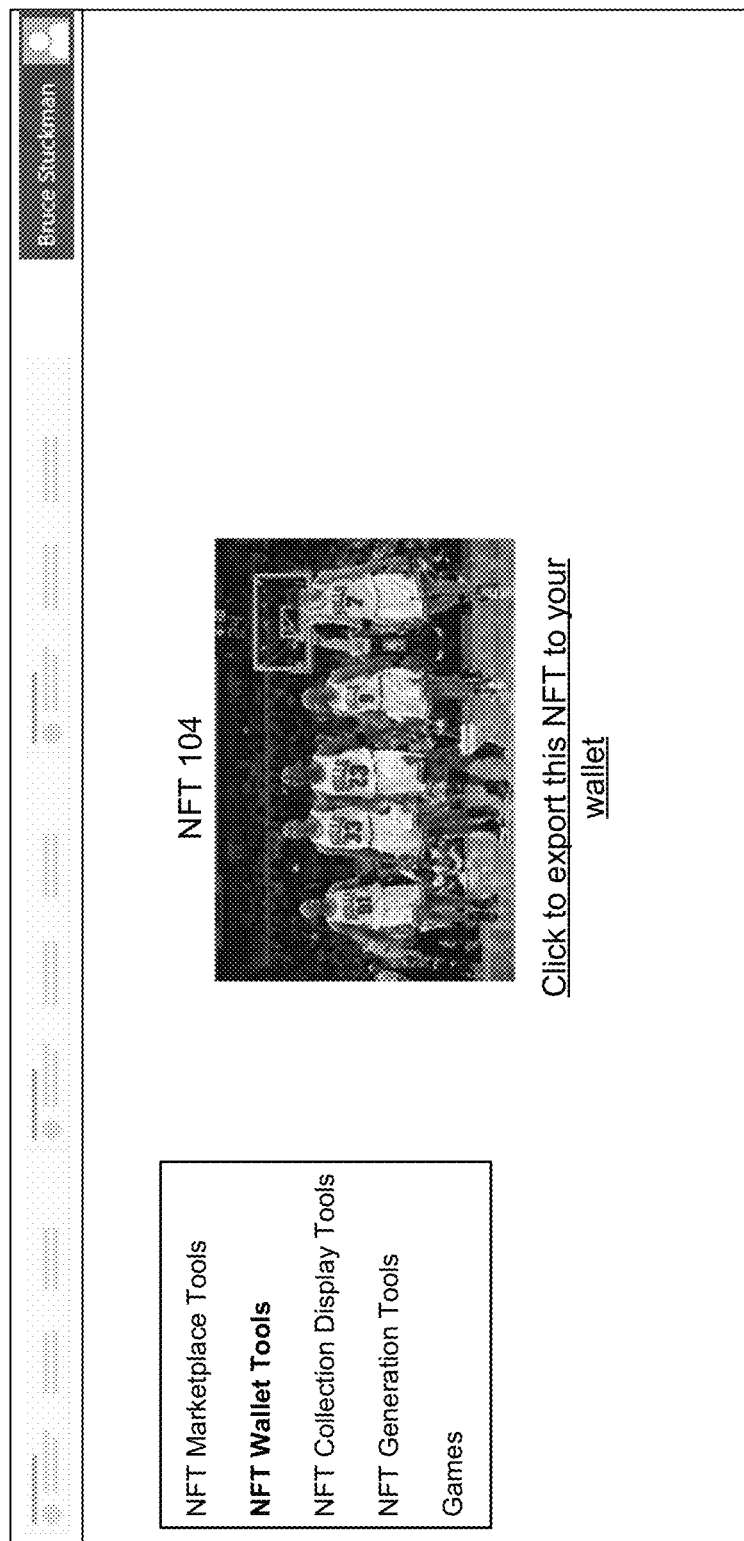 Bruce Stuckman
NFT Marketplace Tools
NFT Wallet Tools
NFT Collection Display Tools
NFT Generation Tools
Games
NFT 104
Click to export this NFT to your
wallet